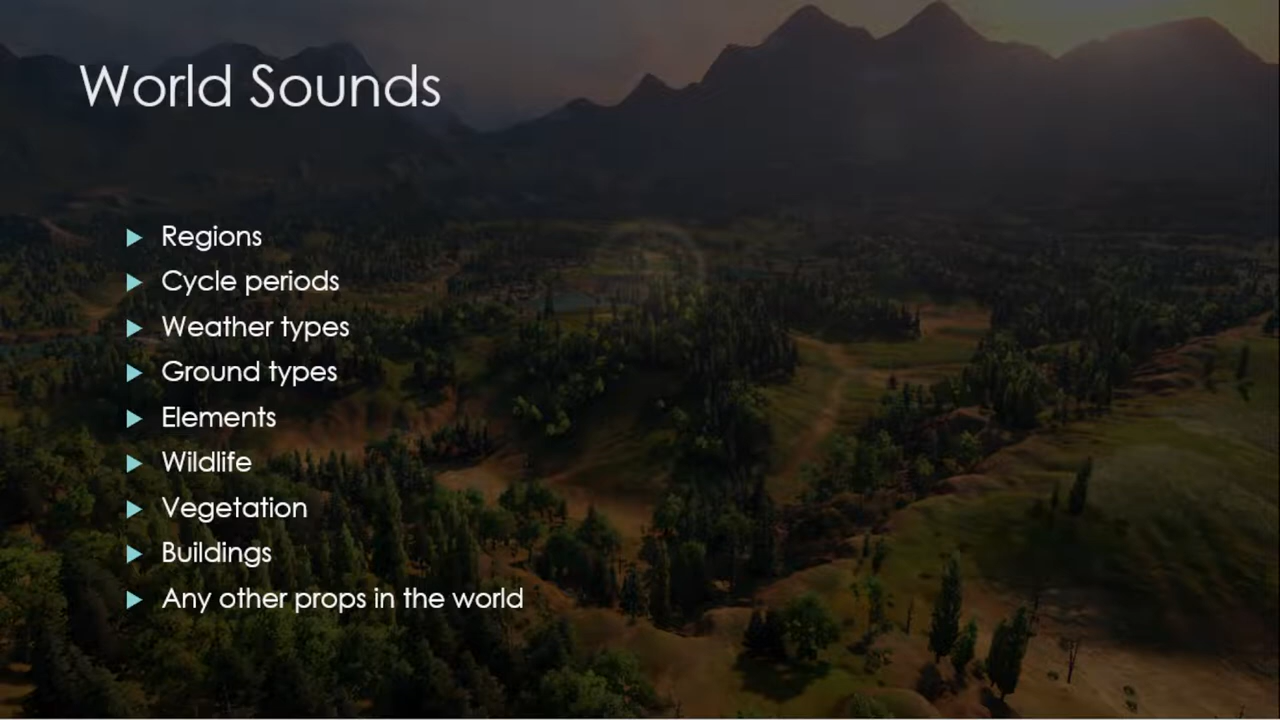 World Sounds
Regions
Cycle periods
Weather types
Ground types
Elements
Wildlife
Vegetation
Buildings
Any other props in the world